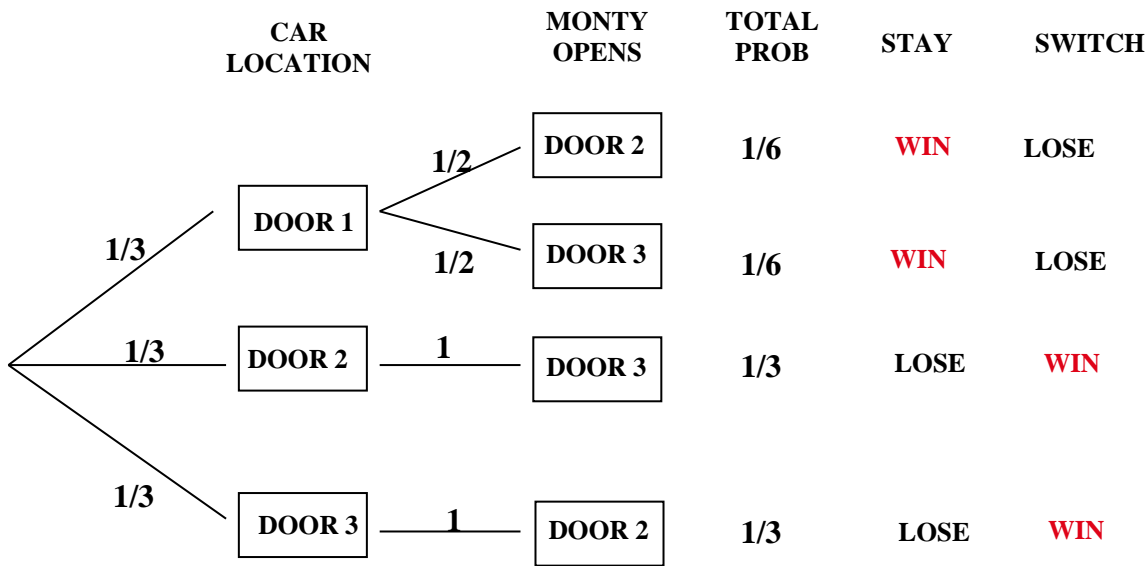 CAR
LOCATION
MONTY
OPENS
TOTAL
PROB
STAY
SWITCH
1/3
DOOR 1
1/2
DOOR 2
1/6
WIN
LOSE
1/2
DOOR 3
1/6
WIN
LOSE
1/3
DOOR 2
1
DOOR 3
1/3
LOSE
WIN
1/3
DOOR 3
1
DOOR 2
1/3
LOSE
WIN